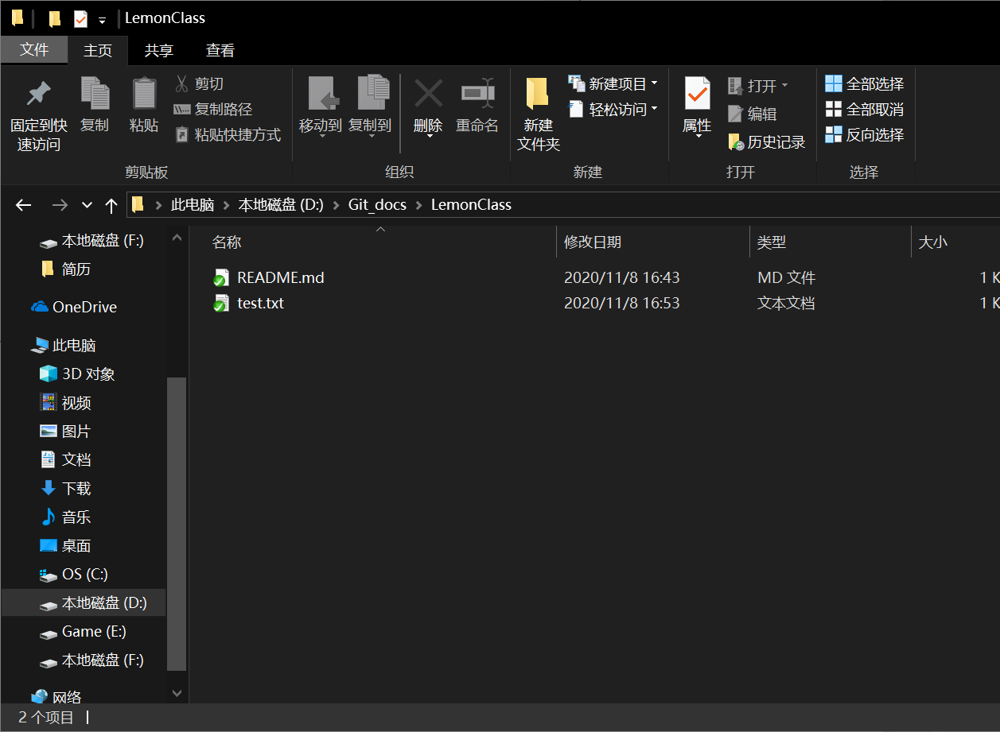 LemonClass
文件 主页 共享 查看
固定到快速访问
复制
粘贴
剪切
复制路径
粘贴快捷方式
剪贴板
移动到
复制到
删除
重命名
组织
新建
文件夹
新建项目
轻松访问
新建
属性
打开
编辑
历史记录
打开
全部选择
全部取消
反向选择
选择
此电脑 本地磁盘 (D:) Git_docs LemonClass
本地磁盘 (F:)
简历
OneDrive
此电脑
3D 对象
视频
图片
文档
下载
音乐
桌面
OS (C:)
本地磁盘 (D:)
Game (E:)
本地磁盘 (F:)
网络
名称 修改日期 类型 大小
README.md 2020/11/8 16:43 MD 文件 1 K
test.txt 2020/11/8 16:53 文本文档 1 K
2 个项目